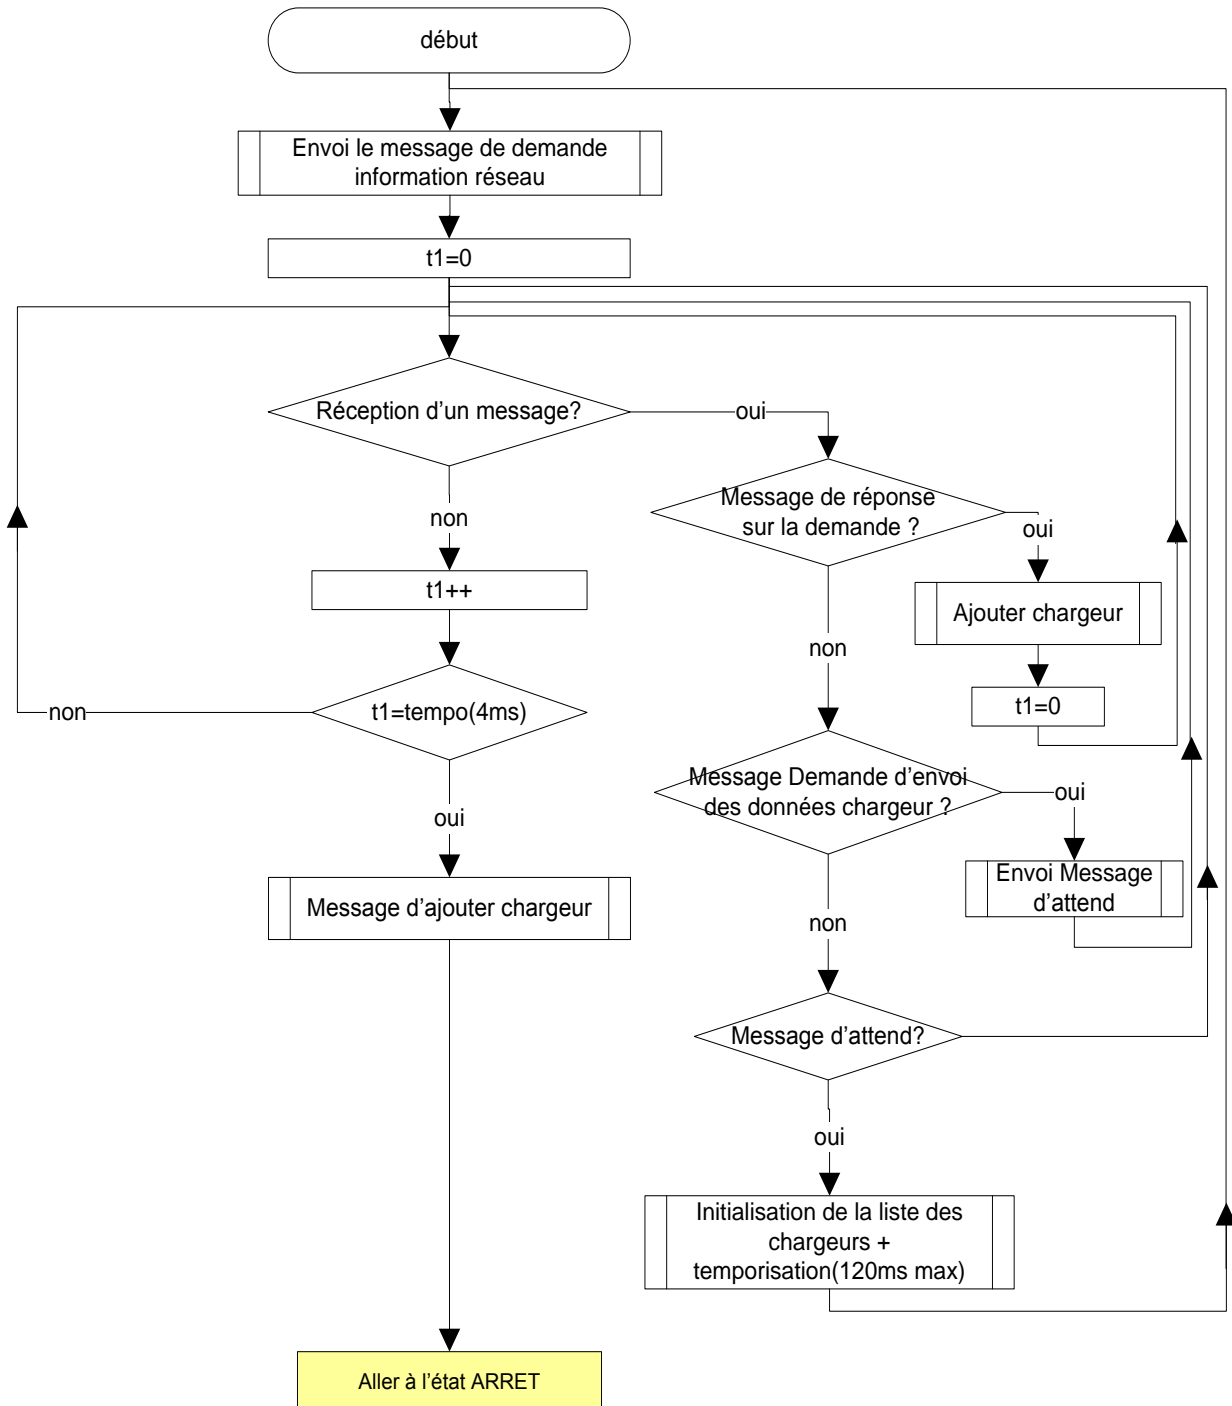 début
Envoi le message de demande
information réseau
t1=0
Réception d'un message?
oui
non
Message de réponse
sur la demande ?
oui
t1++
Ajouter chargeur
non
t1=0
t1=tempo(4ms)
non
Message Demande d'envoi
des données chargeur ?
oui
oui
Envoi Message
d'attend
Message d'ajouter chargeur
non
Message d'attend?
oui
Initialisation de la liste des
chargeurs +
temporisation(120ms max)
Aller à l'état ARRET